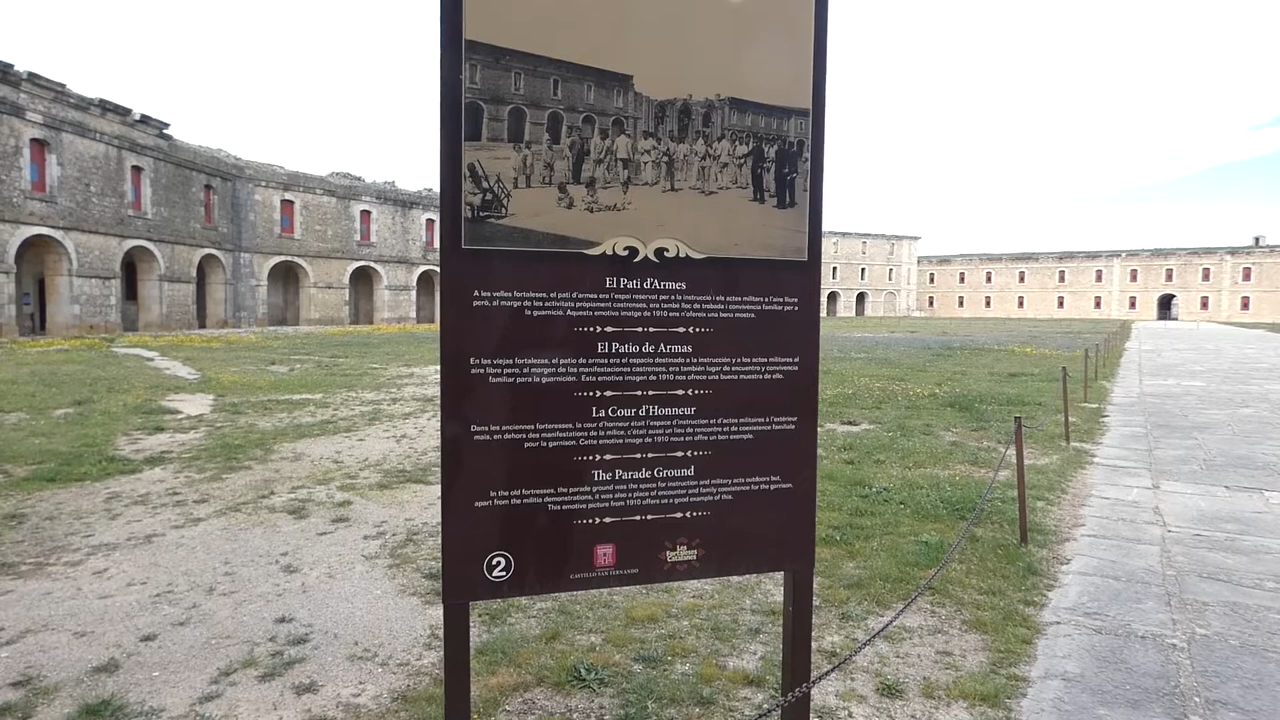 El Pati d'Armes
A les velles fortaleses, el pati d'armes era l'espai reservat per a la instrucció i els actes militars a l'aire lliure
però, al marge de les activitats pròpiament castrenses, era també lloc de trobada i convivència familiar per a
la guarnició. Aquesta emotiva imatge de 1910 ens n'ofereix una bona mostra.
El Patio de Armas
En las viejas fortalezas, el patio de armas era el espacio destinado a la instrucción y a los actos militares al
aire libre pero, al margen de las manifestaciones castrenses, era también lugar de encuentro y convivencia
familiar para la guarnición. Esta emotiva imagen de 1910 nos ofrece una buena muestra de ello.
La Cour d'Honneur
Dans les anciennes forteresses, la cour d'honneur était l'espace d'instruction et d'actes militaires à l'extérieur
mais, en dehors des manifestations de la milice, c'était aussi un lieu de rencontre et de coexistence familiale
pour la garnison. Cette emotive image de 1910 nous en offre un bon exemple.
The Parade Ground
In the old fortresses, the parade ground was the space for instruction and military acts outdoors but,
apart from the militia demonstrations, it was also a place of encounter and family coexistence for the garrison.
This emotive picture from 1910 offers us a good example of this.
2
CASTILLO SAN FERNANDO
Les
Fortaleses
Catalanes